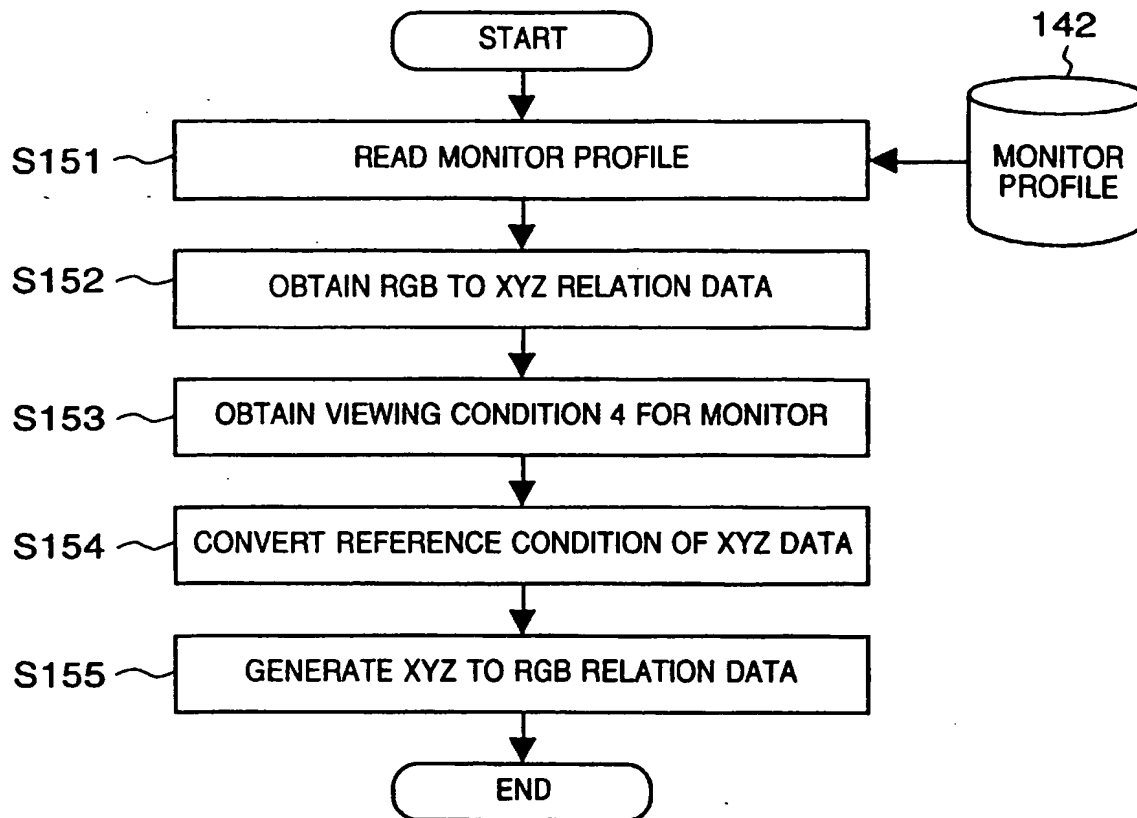 START
142
S151
READ MONITOR PROFILE
MONITOR
PROFILE
S152
OBTAIN RGB TO XYZ RELATION DATA
S153
OBTAIN VIEWING CONDITION 4 FOR MONITOR
S154
CONVERT REFERENCE CONDITION OF XYZ DATA
S155
GENERATE XYZ TO RGB RELATION DATA
END